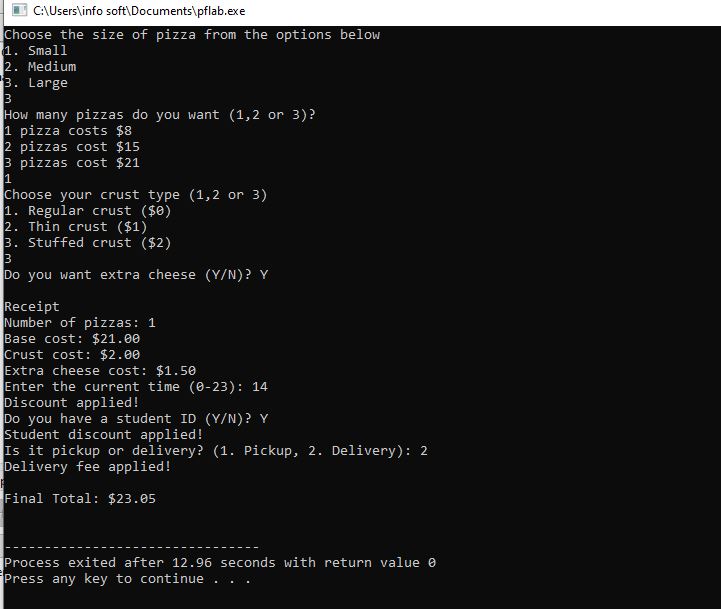 C:\Users\info soft\Documents\pflab.exe
Choose the size of pizza from the options below
1. Small
2. Medium
3. Large
3
How many pizzas do you want (1,2 or 3)?
1 pizza costs $8
2 pizzas cost $15
3 pizzas cost $21
1
Choose your crust type (1,2 or 3)
1. Regular crust ($0)
2. Thin crust ($1)
3. Stuffed crust ($2)
3
Do you want extra cheese (Y/N)? Y
Receipt
Number of pizzas: 1
Base cost: $21.00
Crust cost: $2.00
Extra cheese cost: $1.50
Enter the current time (0-23): 14
Discount applied!
Do you have a student ID (Y/N)? Y
Student discount applied!
Is it pickup or delivery? (1. Pickup, 2. Delivery): 2
Delivery fee applied!
Final Total: $23.05
--------------------------------
Process exited after 12.96 seconds with return value 0
Press any key to continue . . .